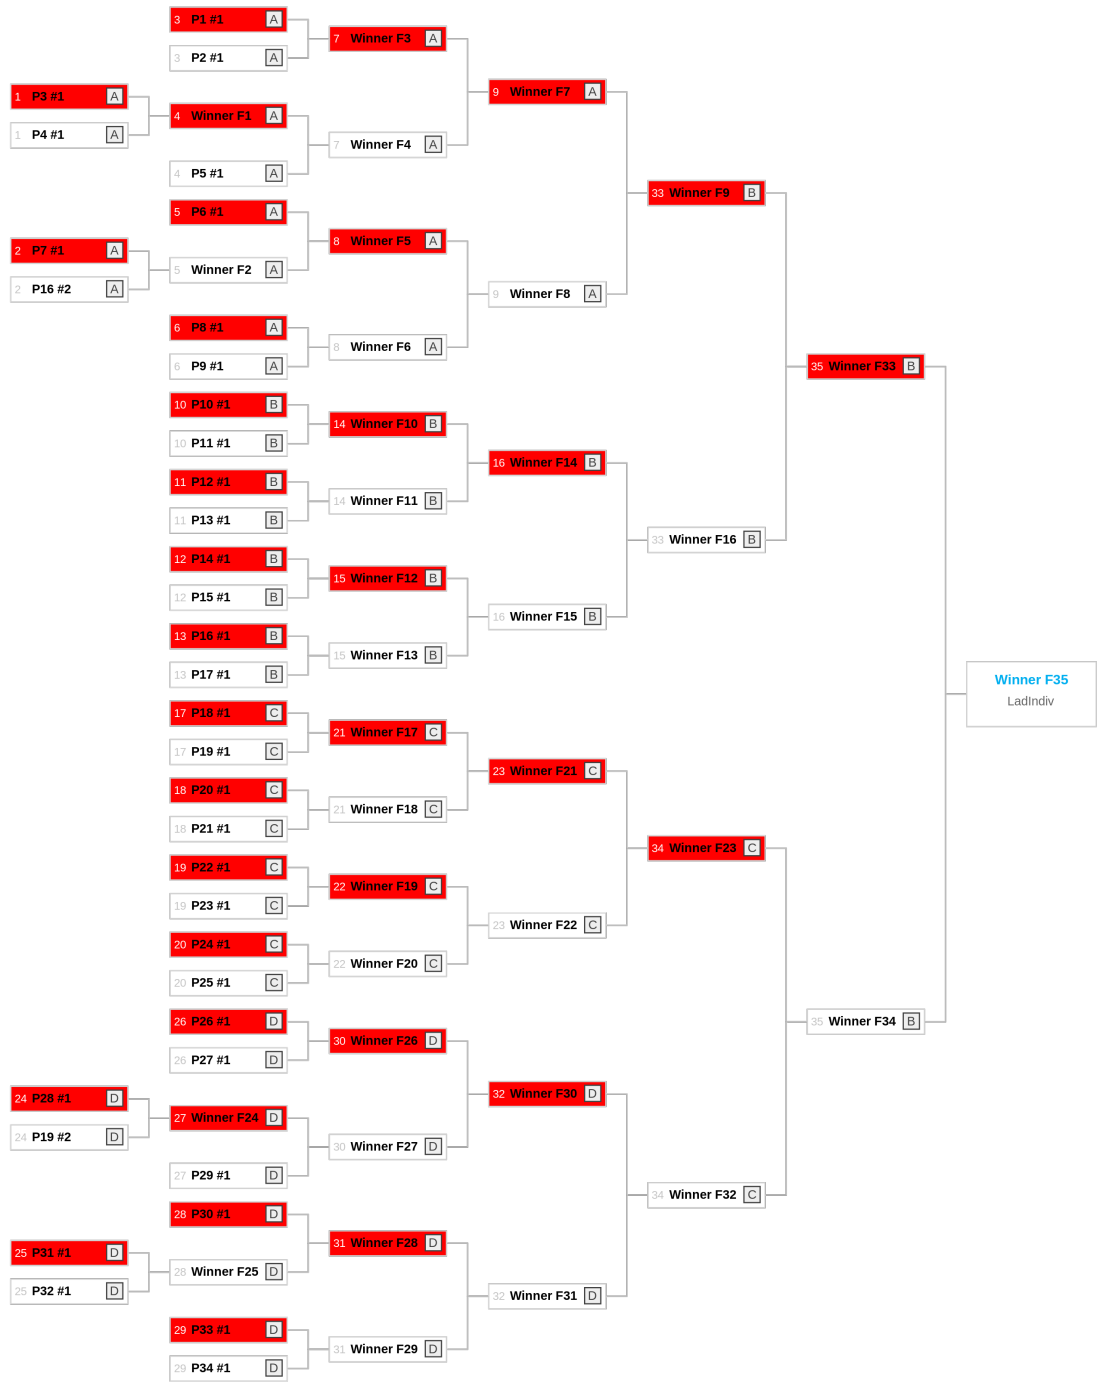 3 P1 #1 A
3 P2 #1 A
7 Winner F3 A
1 P3 #1 A
1 P4 #1 A
4 Winner F1 A
4 P5 #1 A
7 Winner F4 A
9 Winner F7 A
5 P6 #1 A
2 P7 #1 A
2 P16 #2 A
5 Winner F2 A
8 Winner F5 A
6 P8 #1 A
6 P9 #1 A
8 Winner F6 A
9 Winner F8 A
33 Winner F9 B
10 P10 #1 B
10 P11 #1 B
14 Winner F10 B
11 P12 #1 B
11 P13 #1 B
14 Winner F11 B
16 Winner F14 B
12 P14 #1 B
12 P15 #1 B
15 Winner F12 B
13 P16 #1 B
13 P17 #1 B
15 Winner F13 B
16 Winner F15 B
33 Winner F16 B
35 Winner F33 B
17 P18 #1 C
17 P19 #1 C
21 Winner F17 C
18 P20 #1 C
18 P21 #1 C
21 Winner F18 C
23 Winner F21 C
19 P22 #1 C
19 P23 #1 C
22 Winner F19 C
20 P24 #1 C
20 P25 #1 C
22 Winner F20 C
23 Winner F22 C
34 Winner F23 C
26 P26 #1 D
26 P27 #1 D
30 Winner F26 D
24 P28 #1 D
24 P19 #2 D
27 Winner F24 D
27 P29 #1 D
30 Winner F27 D
32 Winner F30 D
28 P30 #1 D
25 P31 #1 D
25 P32 #1 D
28 Winner F25 D
31 Winner F28 D
29 P33 #1 D
29 P34 #1 D
31 Winner F29 D
32 Winner F31 D
34 Winner F32 C
35 Winner F34 B
Winner F35
LadIndiv